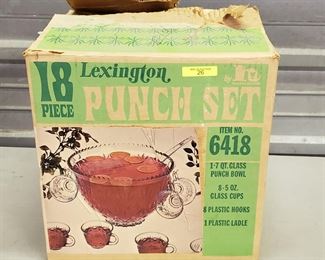 26
18
PIECE
Lexington
PUNCH SET
ITEM NO.
6418
1-7 QT. GLASS
PUNCH BOWL
8-5 OZ.
GLASS CUPS
8 PLASTIC HOOKS
1 PLASTIC LADLE